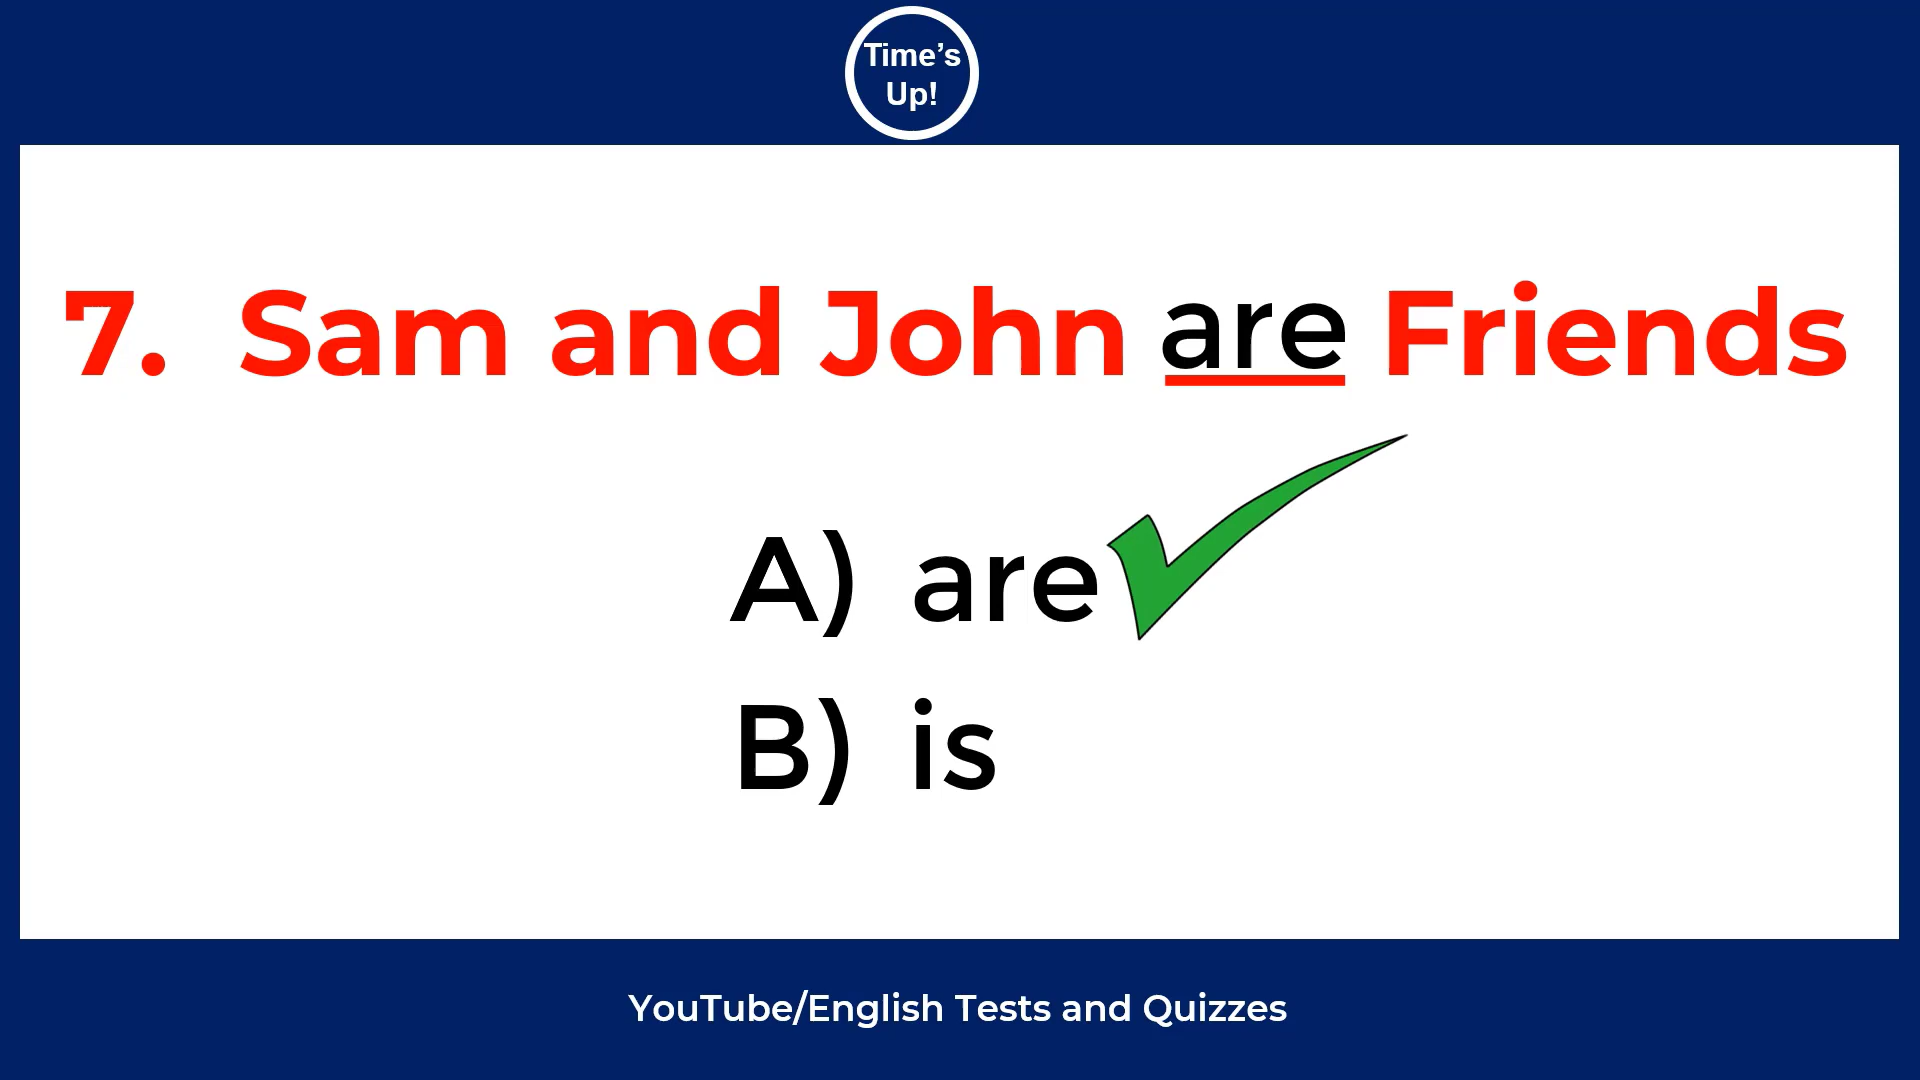 Time’s
Up!
7. Sam and John are Friends
A) are
B) is
YouTube/English Tests and Quizzes